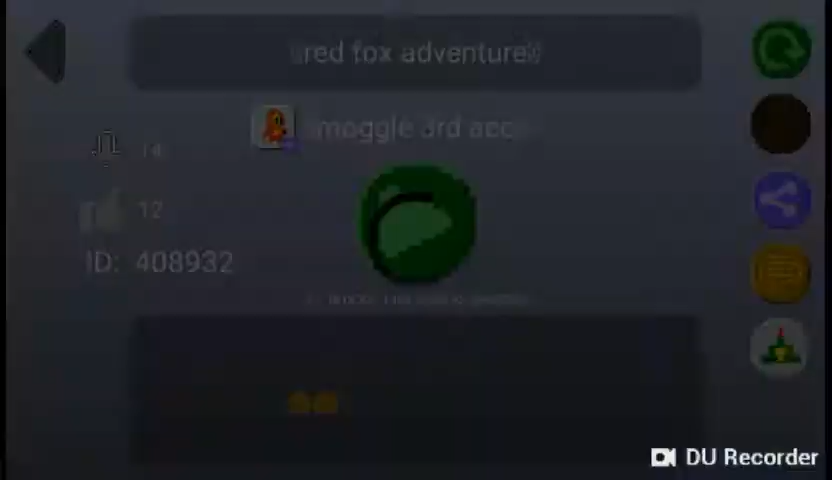 red fox adventure
moggle 3rd acc
14
12
ID: 408932
DU Recorder